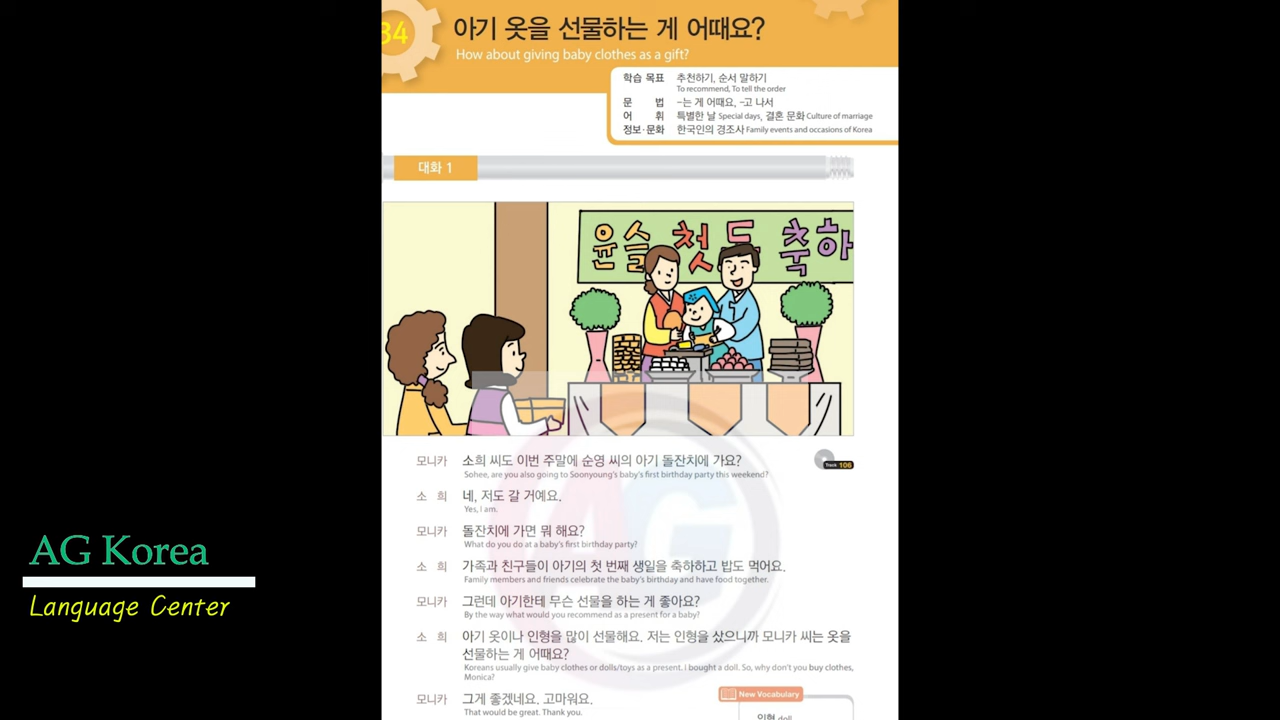 34
아기 옷을 선물하는 게 어때요?
How about giving baby clothes as a gift?
학습 목표 추천하기, 순서 말하기
To recommend, To tell the order
문 법 -는 게 어때요, -고 나서
어 휘 특별한 날 Special days, 결혼 문화 Culture of marriage
정보·문화 한국인의 경조사 Family events and occasions of Korea
대화 1
윤슬 첫 돌 축하
모니카 소희 씨도 이번 주말에 순영 씨의 아기 돌잔치에 가요?
Track 106
Sohee, are you also going to Soonyoung's baby's first birthday party this weekend?
소 희 네, 저도 갈 거예요.
Yes, I am.
모니카 돌잔치에 가면 뭐 해요?
What do you do at a baby's first birthday party?
소 희 가족과 친구들이 아기의 첫 번째 생일을 축하하고 밥도 먹어요.
Family members and friends celebrate the baby's birthday and have food together.
모니카 그런데 아기한테 무슨 선물을 하는 게 좋아요?
By the way what would you recommend as a present for a baby?
소 희 아기 옷이나 인형을 많이 선물해요. 저는 인형을 샀으니까 모니카 씨는 옷을
선물하는 게 어때요?
Koreans usually give baby clothes or dolls/toys as a present. I bought a doll. So, why don't you buy clothes,
Monica?
모니카 그게 좋겠네요. 고마워요.
That would be great. Thank you.
New Vocabulary
인형 doll
AG
AG Korea
Language Center